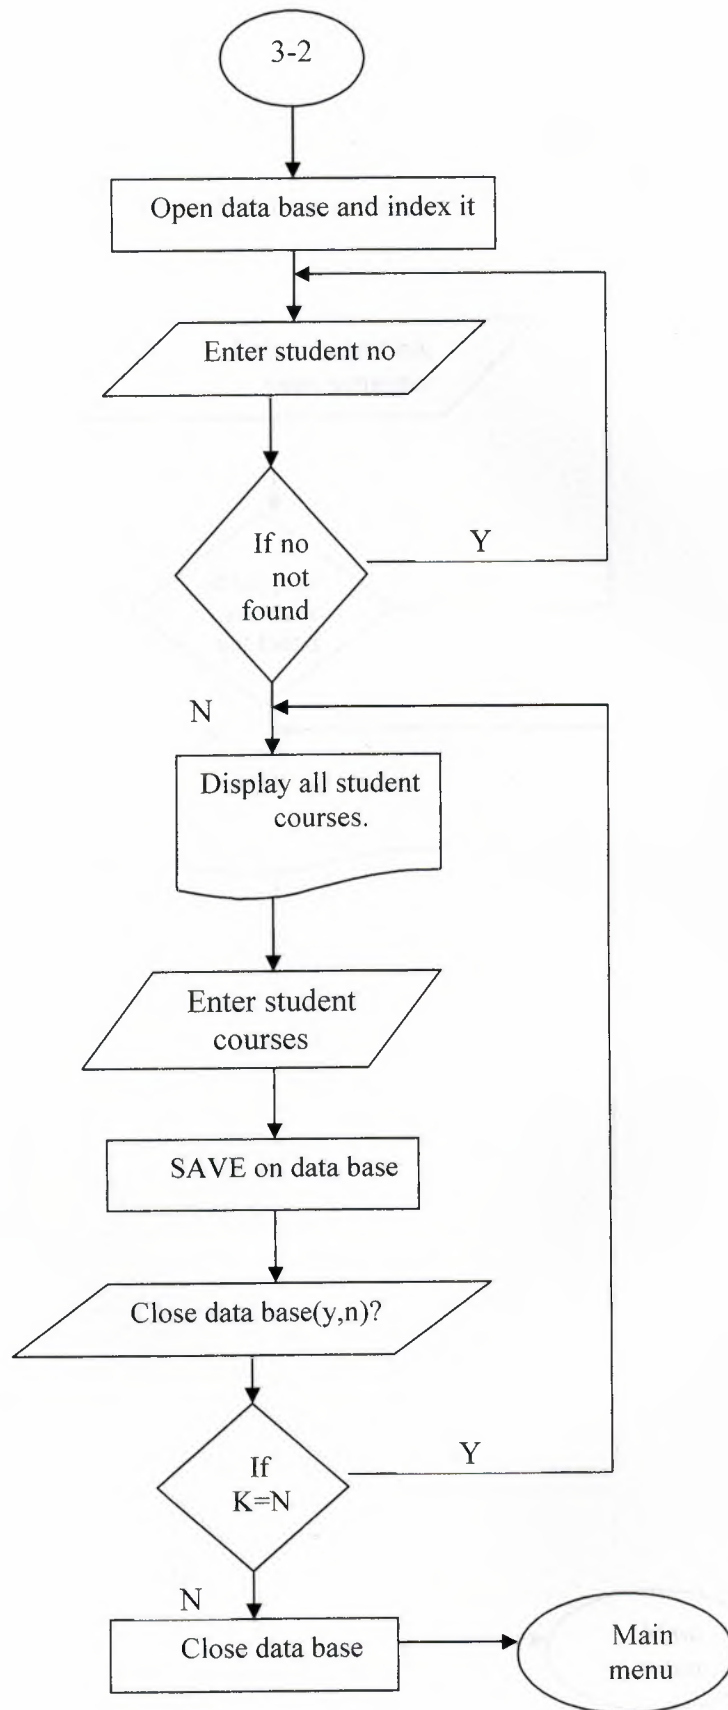 3-2
Open data base and index it
Enter student no
If no
not
found
Y
N
Display all student
courses.
Enter student
courses
SAVE on data base
Close data base(y,n)?
If
K=N
Y
N
Close data base
Main
menu